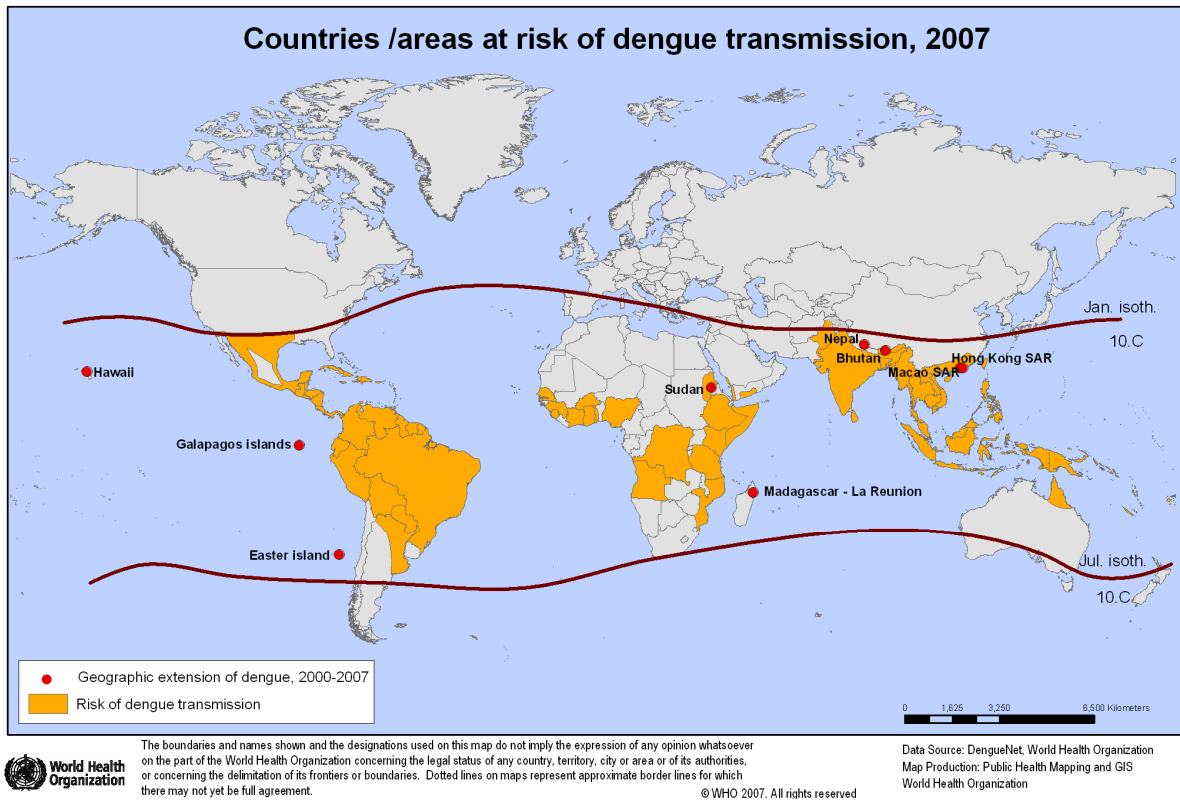 Countries /areas at risk of dengue transmission, 2007
Jan. isoth.
10.C
Nepal
Bhutan
Hong Kong SAR
Macao SAR
Hawaii
Sudan
Galapagos islands
Madagascar - La Reunion
Easter island
Jul. isoth.
10.C
Geographic extension of dengue, 2000-2007
Risk of dengue transmission
0 1,625 3,250 6,500 Kilometers
World Health
Organization
The boundaries and names shown and the designations used on this map do not imply the expression of any opinion whatsoever
on the part of the World Health Organization concerning the legal status of any country, territory, city or area or of its authorities,
or concerning the delimitation of its frontiers or boundaries. Dotted lines on maps represent approximate border lines for which
there may not yet be full agreement.
© WHO 2007. All rights reserved
Data Source: DengueNet, World Health Organization
Map Production: Public Health Mapping and GIS
World Health Organization